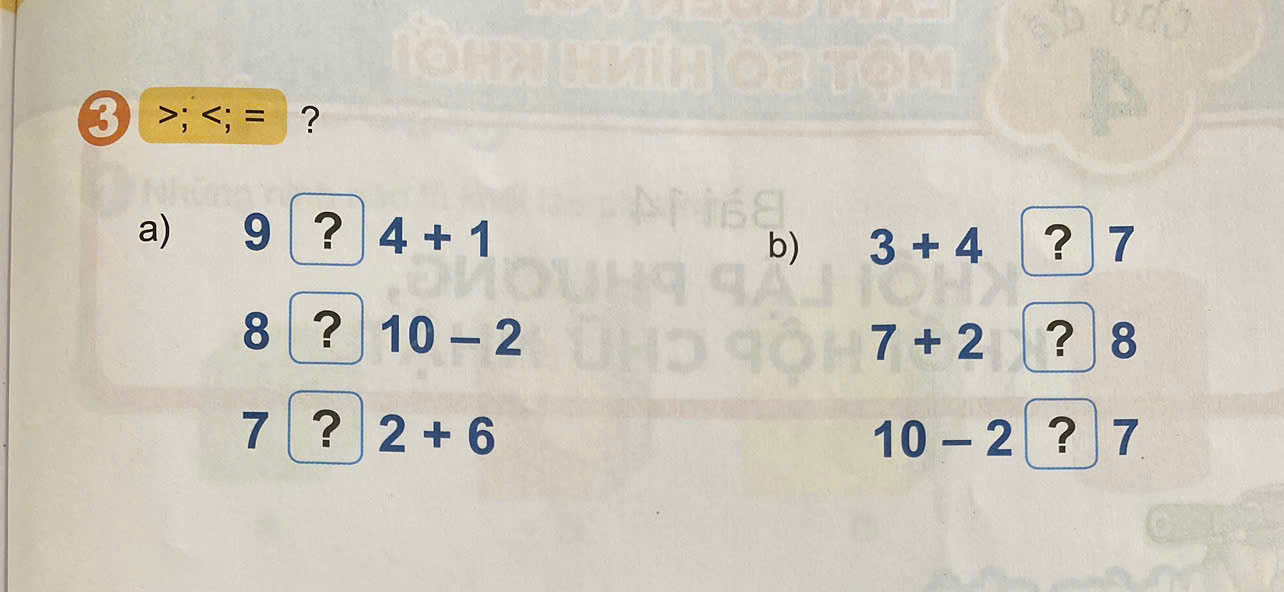 3 >; <; = ?
a) 9 ? 4 + 1
8 ? 10 – 2
7 ? 2 + 6
b) 3 + 4 ? 7
7 + 2 ? 8
10 – 2 ? 7